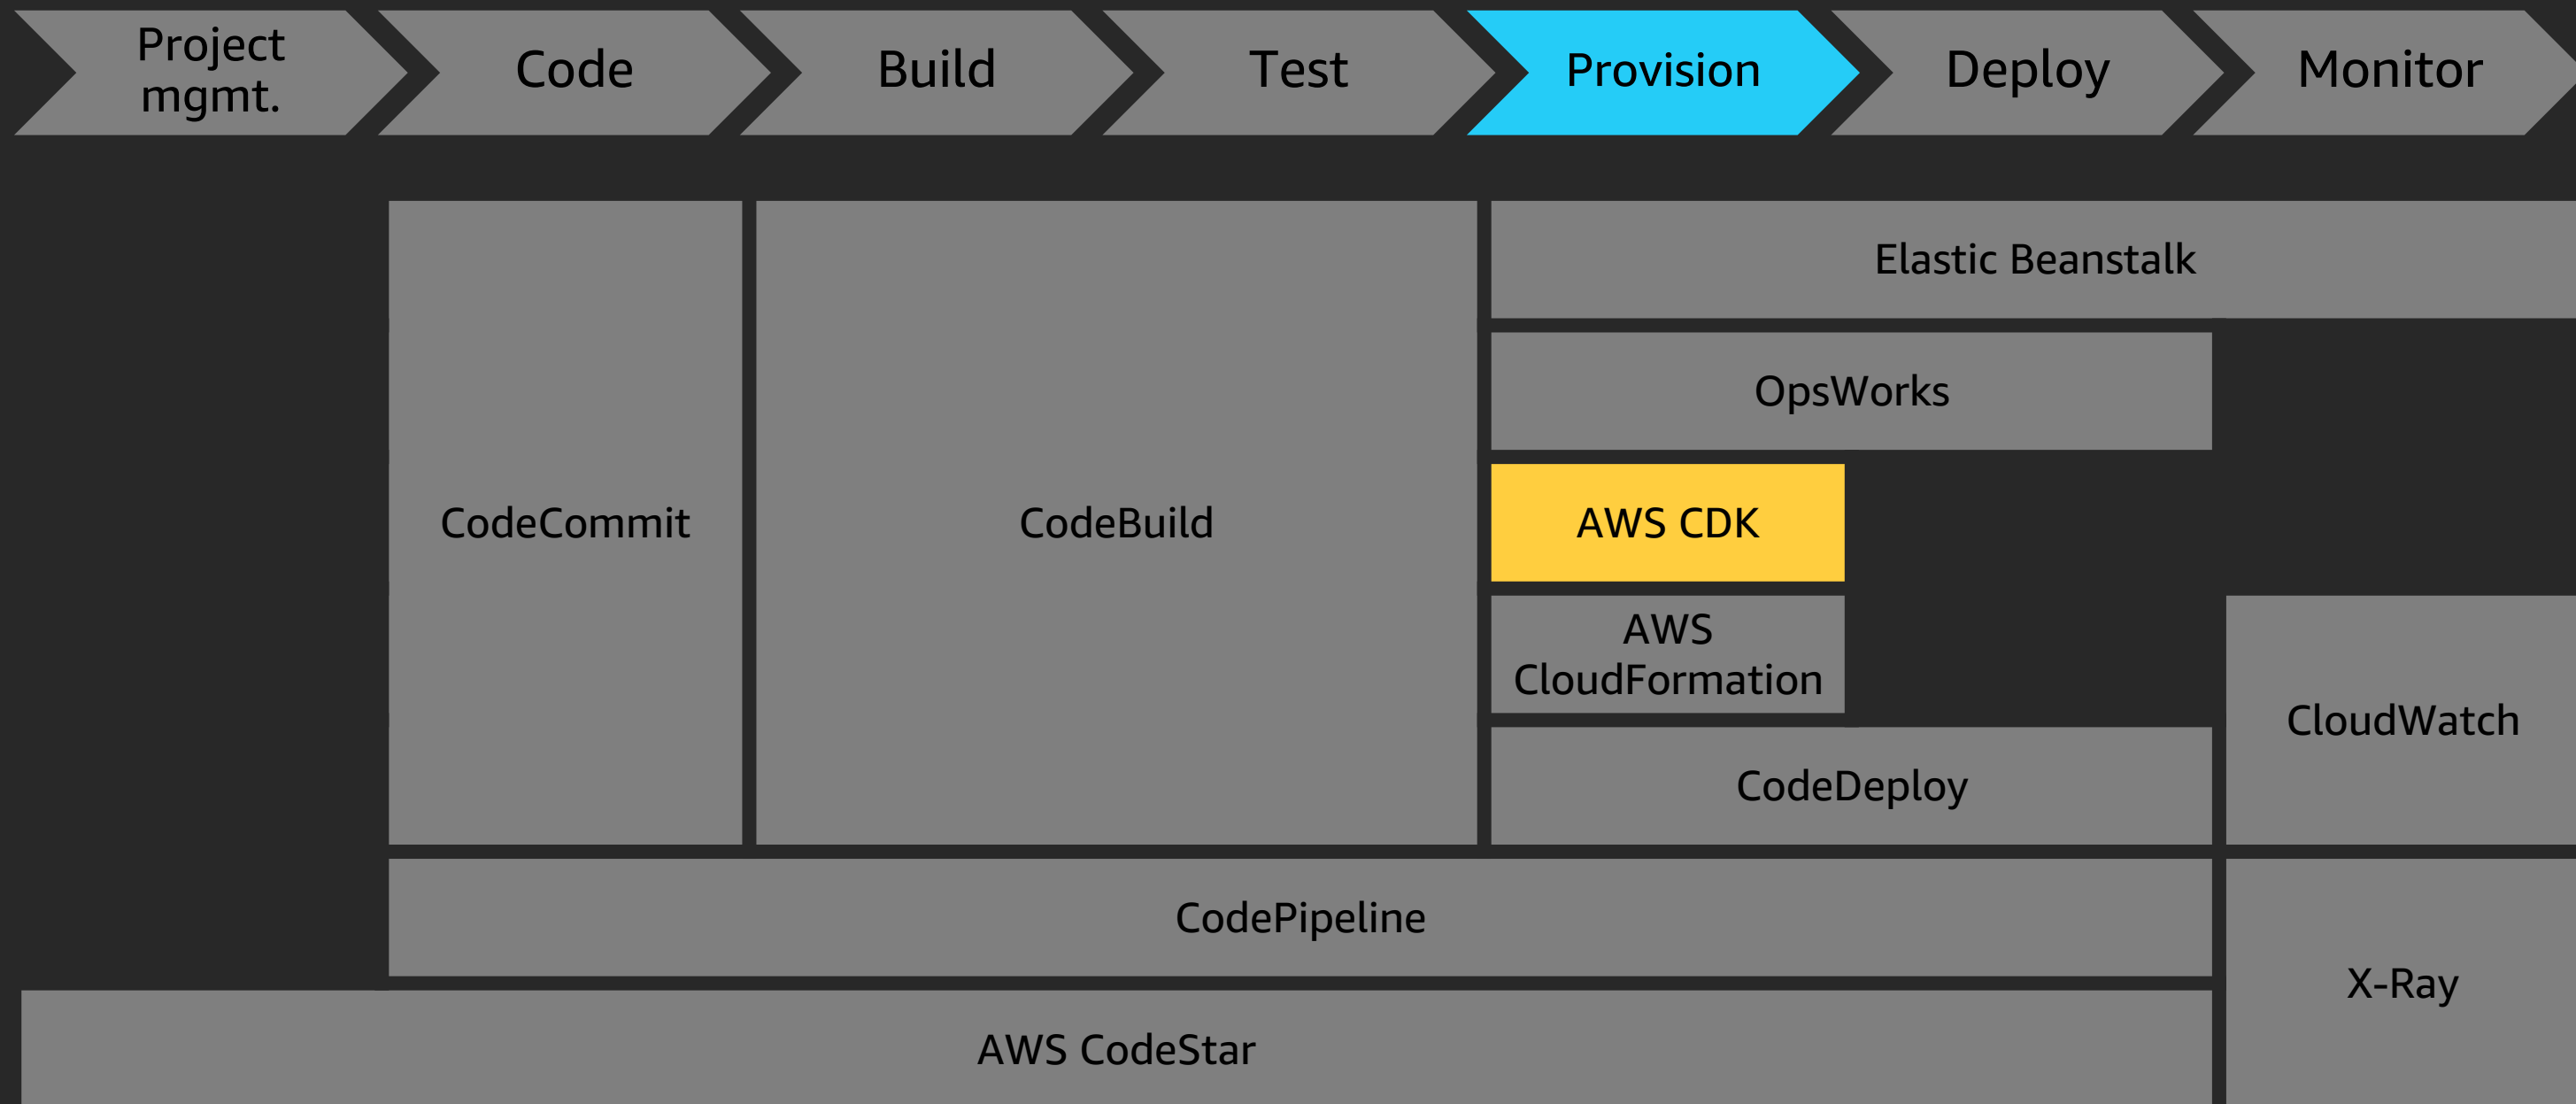 Project
mgmt.
Code
Build
Test
Provision
Deploy
Monitor
Elastic Beanstalk
OpsWorks
CodeCommit
CodeBuild
AWS CDK
AWS
CloudFormation
CloudWatch
CodeDeploy
CodePipeline
X-Ray
AWS CodeStar